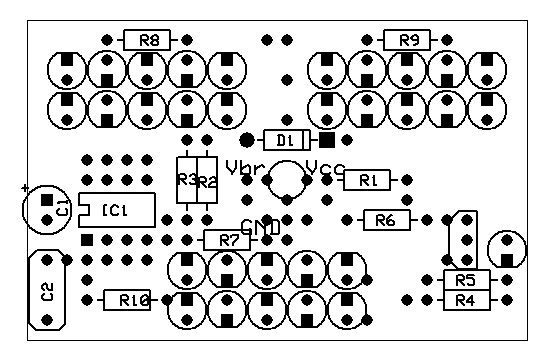 R8 R9
D1
Vbr Vcc
R3 R2 R1
+
C1 IC1
R6
GND
R7
R5
C2 R10 R4